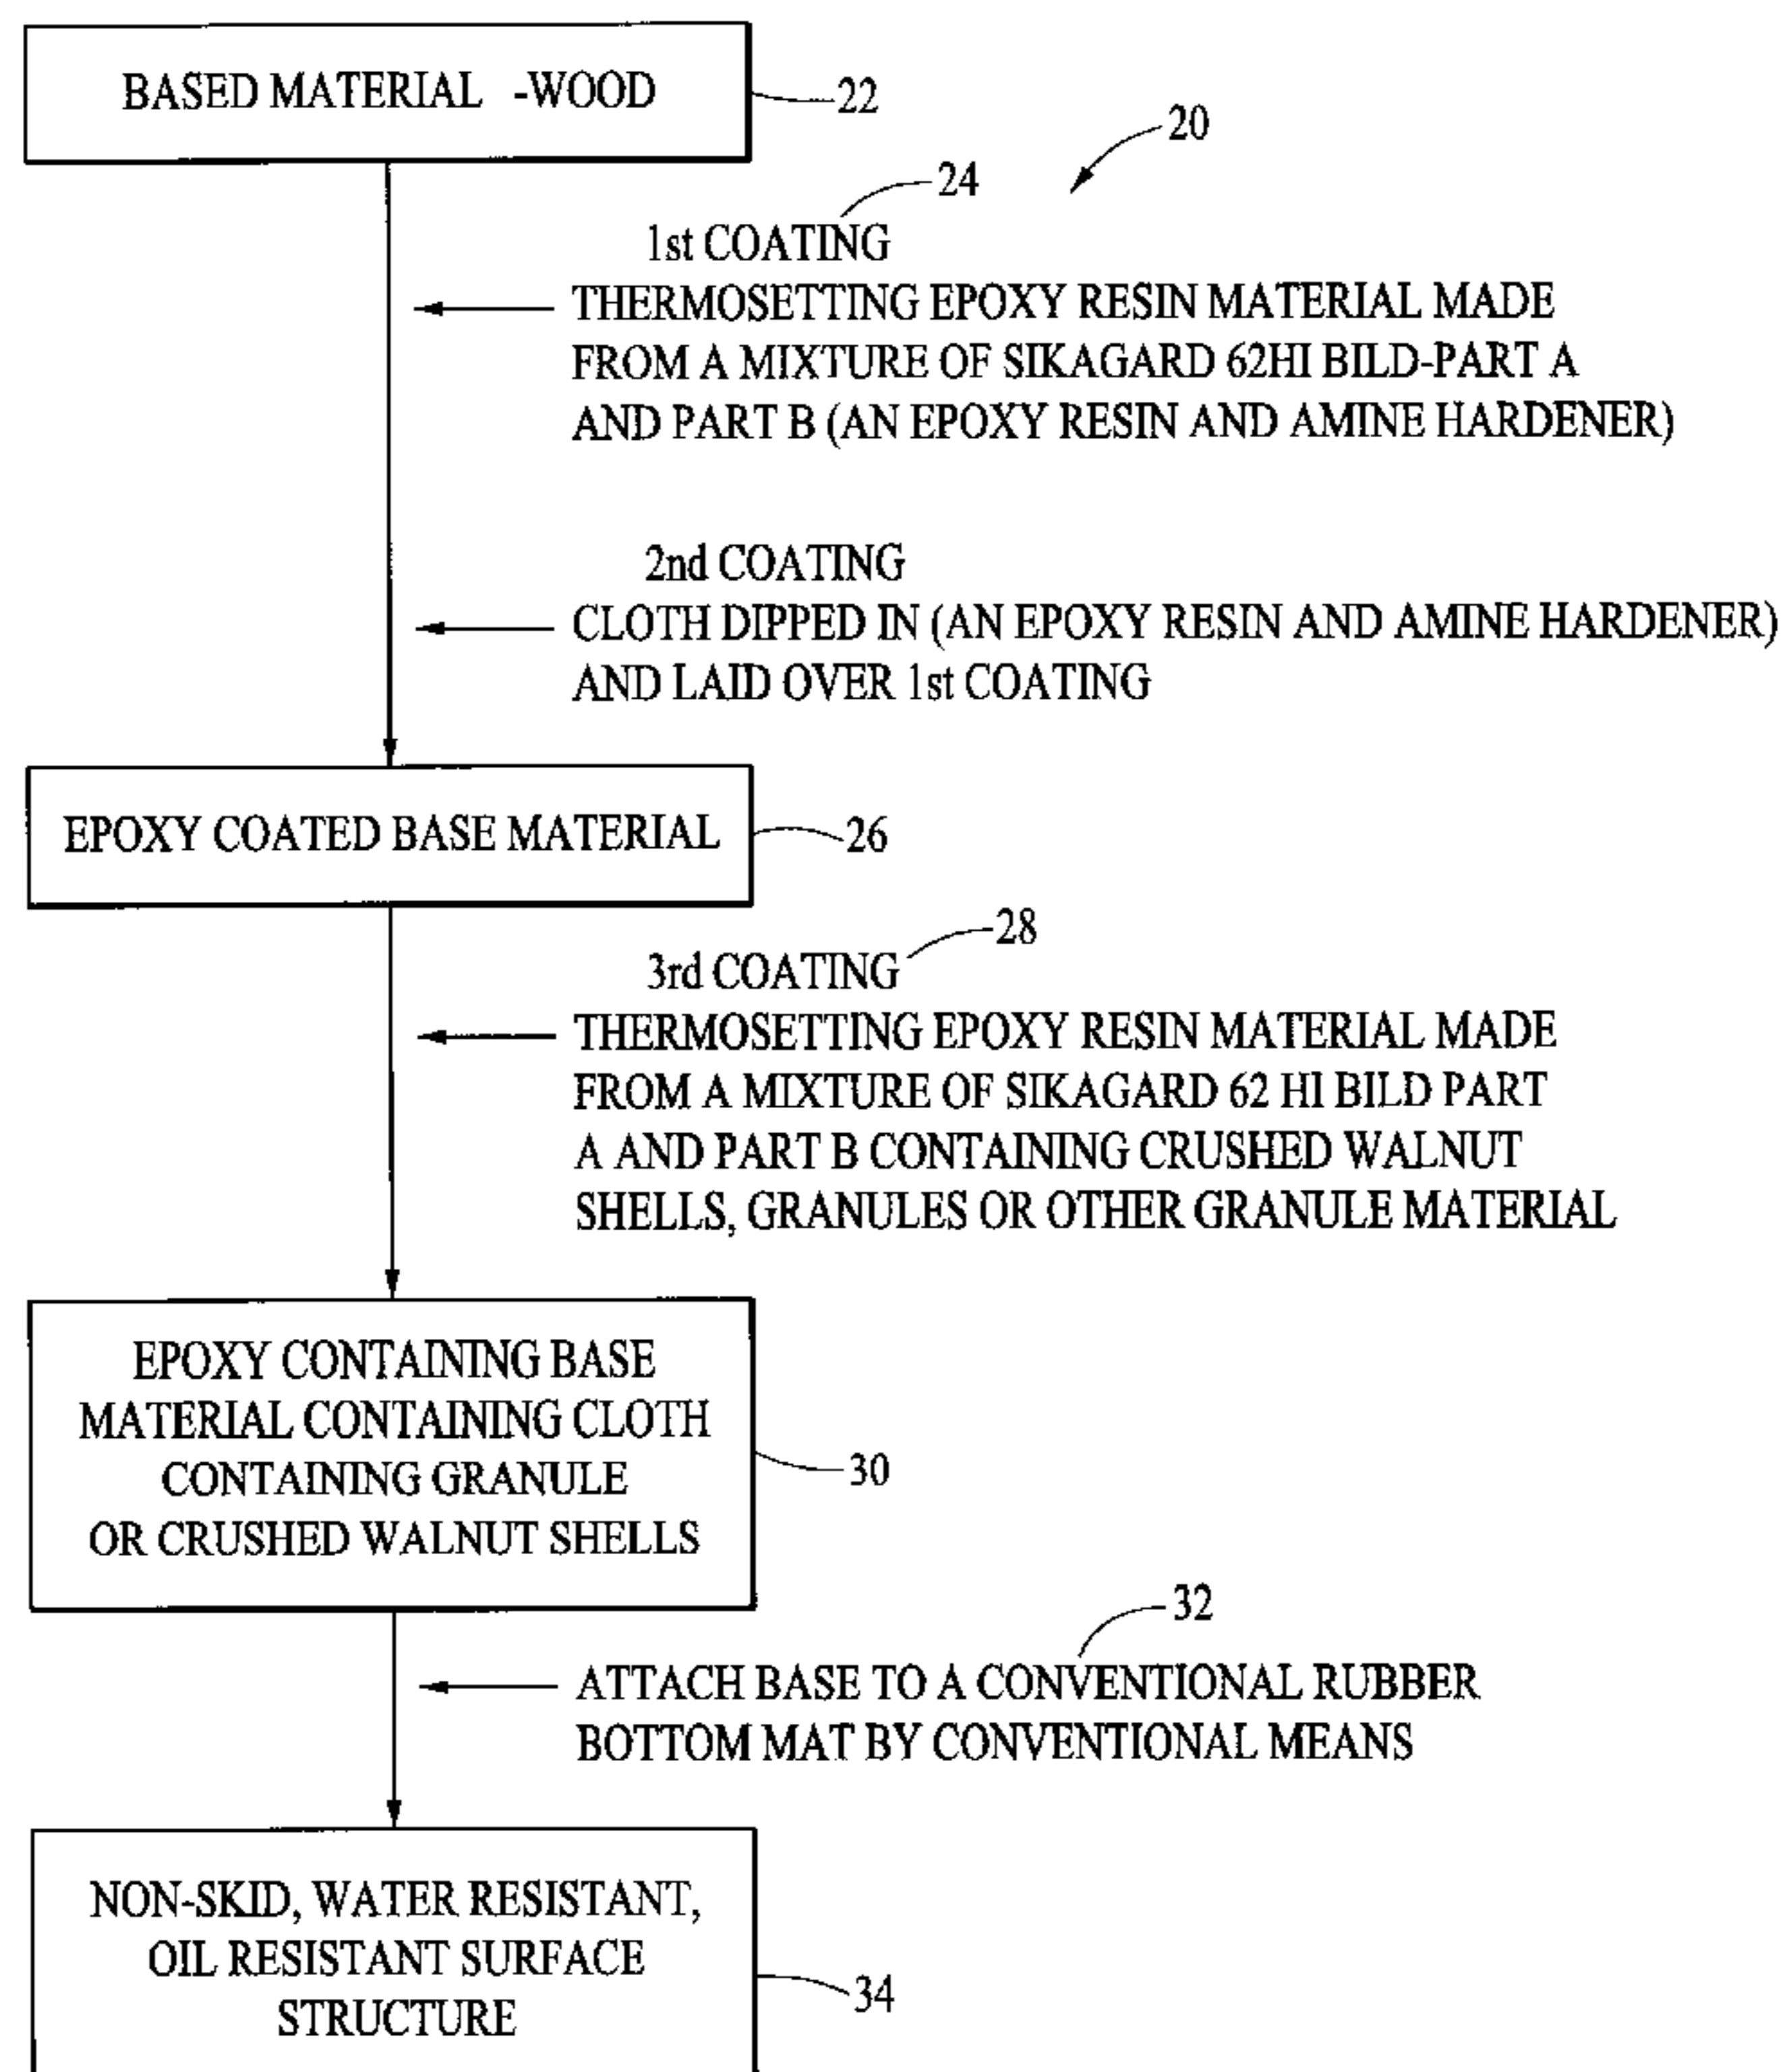 BASED MATERIAL -WOOD
22
20
24
1st COATING
THERMOSETTING EPOXY RESIN MATERIAL MADE
FROM A MIXTURE OF SIKAGARD 62HI BILD-PART A
AND PART B (AN EPOXY RESIN AND AMINE HARDENER)
2nd COATING
CLOTH DIPPED IN (AN EPOXY RESIN AND AMINE HARDENER)
AND LAID OVER 1st COATING
EPOXY COATED BASE MATERIAL
26
28
3rd COATING
THERMOSETTING EPOXY RESIN MATERIAL MADE
FROM A MIXTURE OF SIKAGARD 62 HI BILD PART
A AND PART B CONTAINING CRUSHED WALNUT
SHELLS, GRANULES OR OTHER GRANULE MATERIAL
EPOXY CONTAINING BASE
MATERIAL CONTAINING CLOTH
CONTAINING GRANULE
OR CRUSHED WALNUT SHELLS
30
32
ATTACH BASE TO A CONVENTIONAL RUBBER
BOTTOM MAT BY CONVENTIONAL MEANS
NON-SKID, WATER RESISTANT,
OIL RESISTANT SURFACE
STRUCTURE
34